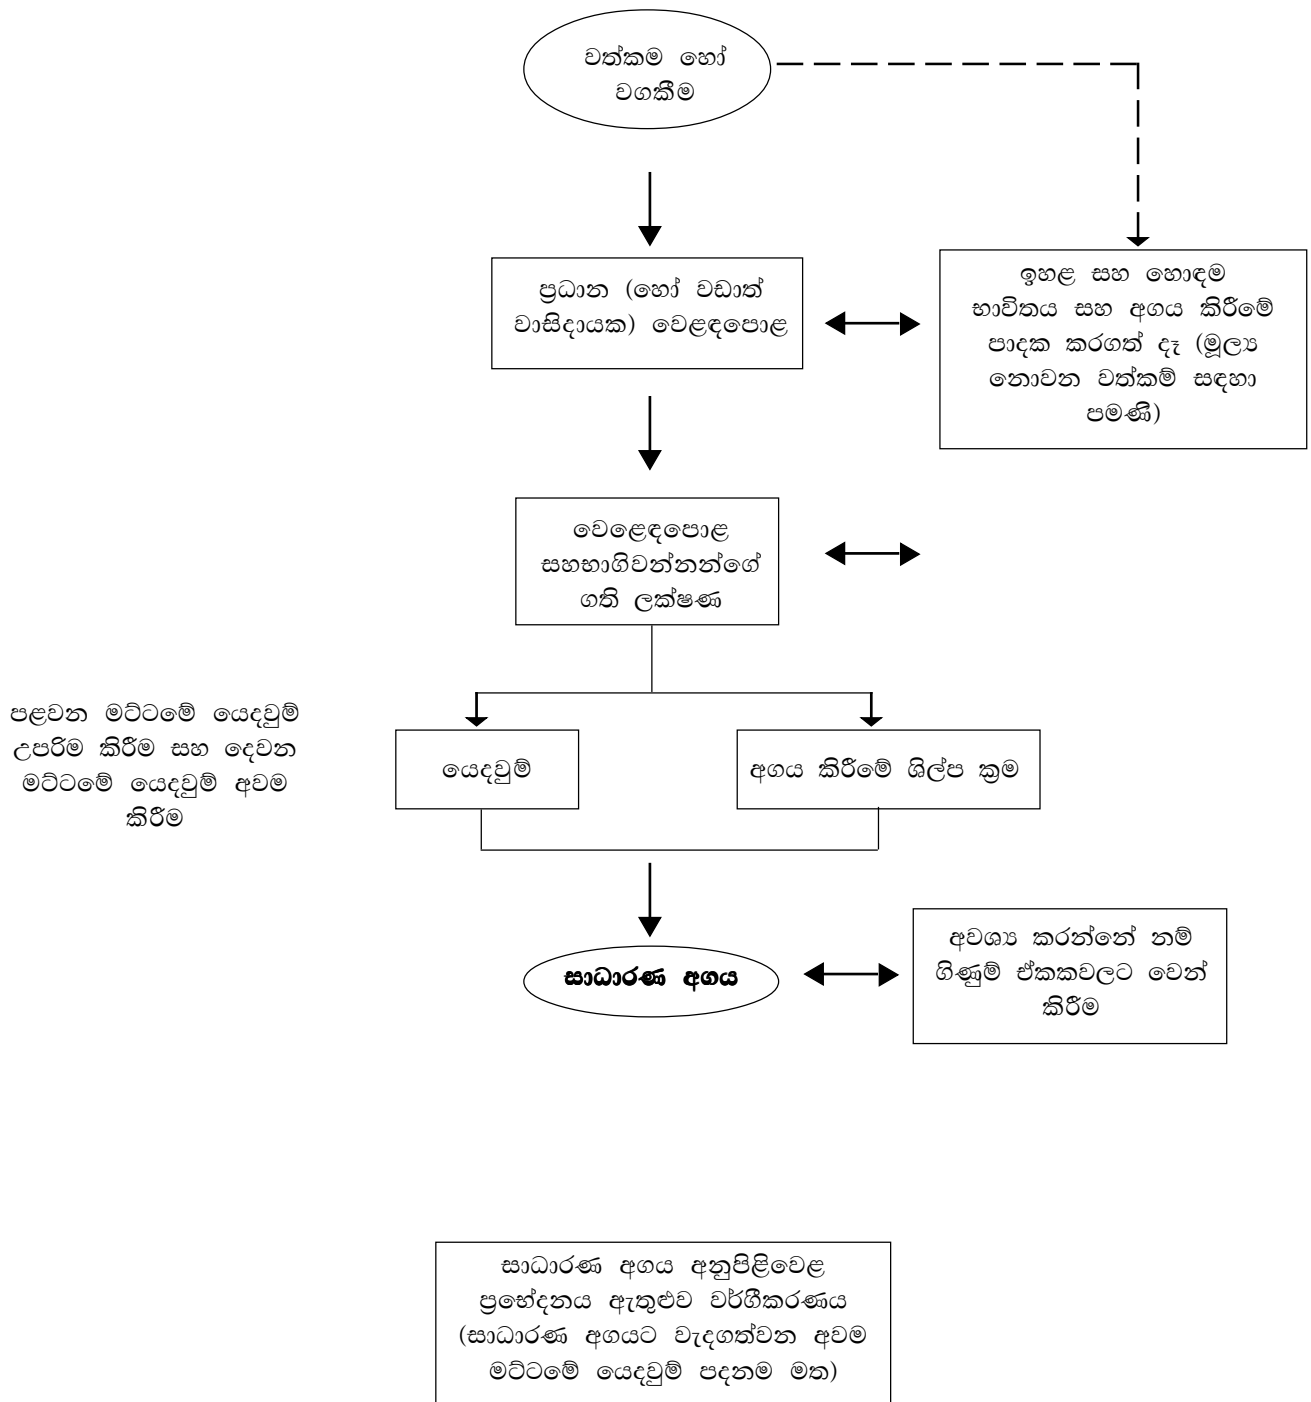 වත්කම හෝ
වගකීම
ප්‍රධාන (හෝ වඩාත්
වාසිදායක) වෙළඳපොළ
ඉහළ සහ හොඳම
භාවිතය සහ අගය කිරීමේ
පාදක කරගත් දෑ (මූල්‍ය
නොවන වත්කම් සඳහා
පමණි)
වෙළෙඳපොළ
සහභාගිවන්නන්ගේ
ගති ලක්ෂණ
පළවන මට්ටමේ යෙදවුම්
උපරිම කිරීම සහ දෙවන
මට්ටමේ යෙදවුම් අවම
කිරීම
යෙදවුම්
අගය කිරීමේ ශිල්ප ක්‍රම
සාධාරණ අගය
අවශ්‍ය කරන්නේ නම්
ගිණුම් ඒකකවලට වෙන්
කිරීම
සාධාරණ අගය අනුපිළිවෙළ
ප්‍රභේදනය ඇතුළුව වර්ගීකරණය
(සාධාරණ අගයට වැදගත්වන අවම
මට්ටමේ යෙදවුම් පදනම මත)